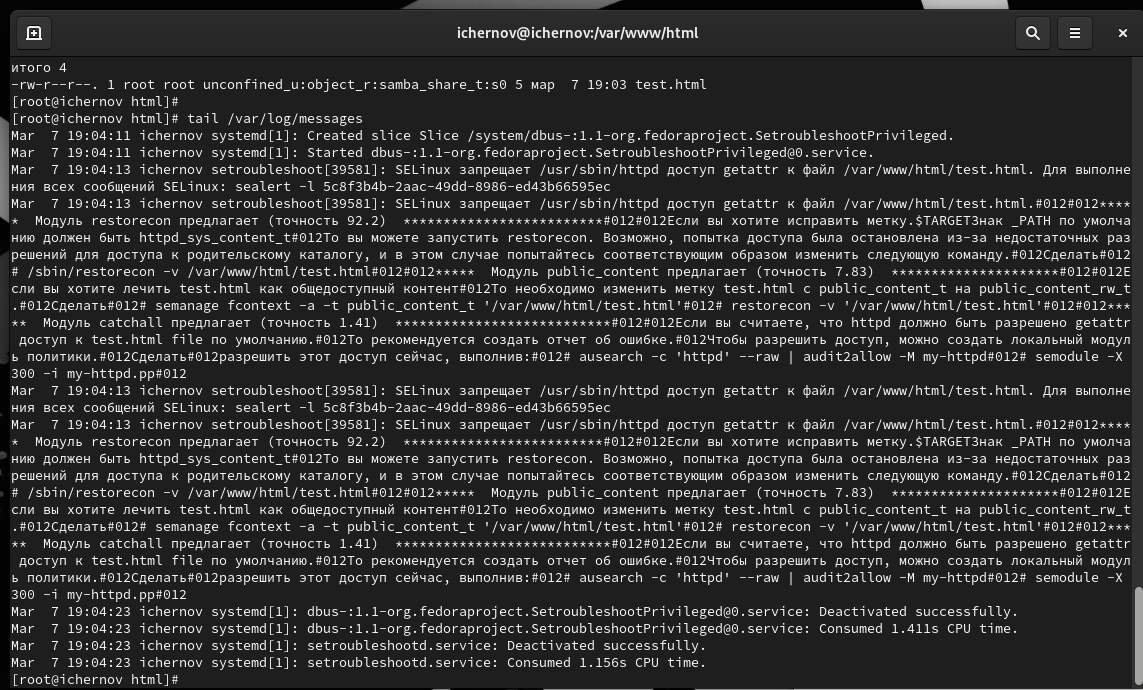 ichernov@ichernov:/var/www/html
итого 4
-rw-r--r--. 1 root root unconfined_u:object_r:samba_share_t:s0 5 мар  7 19:03 test.html
[root@ichernov html]#
[root@ichernov html]# tail /var/log/messages
Mar  7 19:04:11 ichernov systemd[1]: Created slice Slice /system/dbus-:1.1-org.fedoraproject.SetroubleshootPrivileged.
Mar  7 19:04:11 ichernov systemd[1]: Started dbus-:1.1-org.fedoraproject.SetroubleshootPrivileged@0.service.
Mar  7 19:04:13 ichernov setroubleshoot[39581]: SELinux запрещает /usr/sbin/httpd доступ getattr к файл /var/www/html/test.html. Для выполне
ния всех сообщений SELinux: sealert -l 5c8f3b4b-2aac-49dd-8986-ed43b66595ec
Mar  7 19:04:13 ichernov setroubleshoot[39581]: SELinux запрещает /usr/sbin/httpd доступ getattr к файл /var/www/html/test.html.#012#012****
*  Модуль restorecon предлагает (точность 92.2)  *************************#012#012Если вы хотите исправить метку.$TARGETЗнак _PATH по умолча
нию должен быть httpd_sys_content_t#012То вы можете запустить restorecon. Возможно, попытка доступа была остановлена из-за недостаточных раз
решений для доступа к родительскому каталогу, и в этом случае попытайтесь соответствующим образом изменить следующую команду.#012Сделать#012
# /sbin/restorecon -v /var/www/html/test.html#012#012*****  Модуль public_content предлагает (точность 7.83)  *********************#012#012Е
сли вы хотите лечить test.html как общедоступный контент#012То необходимо изменить метку test.html с public_content_t на public_content_rw_t
.#012Сделать#012# semanage fcontext -a -t public_content_t '/var/www/html/test.html'#012# restorecon -v '/var/www/html/test.html'#012#012***
**  Модуль catchall предлагает (точность 1.41)  ***************************#012#012Если вы считаете, что httpd должно быть разрешено getattr
 доступ к test.html file по умолчанию.#012То рекомендуется создать отчет об ошибке.#012Чтобы разрешить доступ, можно создать локальный модул
ь политики.#012Сделать#012разрешить этот доступ сейчас, выполнив:#012# ausearch -c 'httpd' --raw | audit2allow -M my-httpd#012# semodule -X
300 -i my-httpd.pp#012
Mar  7 19:04:13 ichernov setroubleshoot[39581]: SELinux запрещает /usr/sbin/httpd доступ getattr к файл /var/www/html/test.html. Для выполне
ния всех сообщений SELinux: sealert -l 5c8f3b4b-2aac-49dd-8986-ed43b66595ec
Mar  7 19:04:13 ichernov setroubleshoot[39581]: SELinux запрещает /usr/sbin/httpd доступ getattr к файл /var/www/html/test.html.#012#012****
*  Модуль restorecon предлагает (точность 92.2)  *************************#012#012Если вы хотите исправить метку.$TARGETЗнак _PATH по умолча
нию должен быть httpd_sys_content_t#012То вы можете запустить restorecon. Возможно, попытка доступа была остановлена из-за недостаточных раз
решений для доступа к родительскому каталогу, и в этом случае попытайтесь соответствующим образом изменить следующую команду.#012Сделать#012
# /sbin/restorecon -v /var/www/html/test.html#012#012*****  Модуль public_content предлагает (точность 7.83)  *********************#012#012Е
сли вы хотите лечить test.html как общедоступный контент#012То необходимо изменить метку test.html с public_content_t на public_content_rw_t
.#012Сделать#012# semanage fcontext -a -t public_content_t '/var/www/html/test.html'#012# restorecon -v '/var/www/html/test.html'#012#012***
**  Модуль catchall предлагает (точность 1.41)  ***************************#012#012Если вы считаете, что httpd должно быть разрешено getattr
 доступ к test.html file по умолчанию.#012То рекомендуется создать отчет об ошибке.#012Чтобы разрешить доступ, можно создать локальный модул
ь политики.#012Сделать#012разрешить этот доступ сейчас, выполнив:#012# ausearch -c 'httpd' --raw | audit2allow -M my-httpd#012# semodule -X
300 -i my-httpd.pp#012
Mar  7 19:04:23 ichernov systemd[1]: dbus-:1.1-org.fedoraproject.SetroubleshootPrivileged@0.service: Deactivated successfully.
Mar  7 19:04:23 ichernov systemd[1]: dbus-:1.1-org.fedoraproject.SetroubleshootPrivileged@0.service: Consumed 1.411s CPU time.
Mar  7 19:04:23 ichernov systemd[1]: setroubleshootd.service: Deactivated successfully.
Mar  7 19:04:23 ichernov systemd[1]: setroubleshootd.service: Consumed 1.156s CPU time.
[root@ichernov html]#